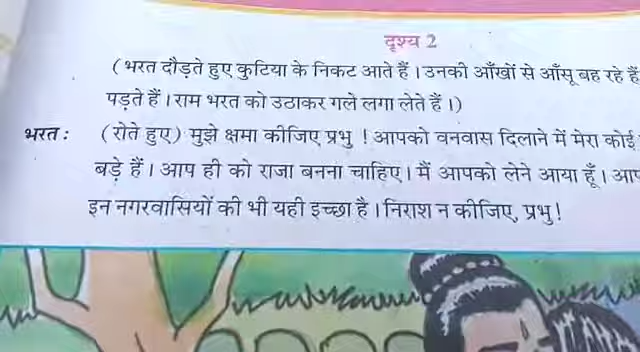 दृश्य 2
(भरत दौड़ते हुए कुटिया के निकट आते हैं। उनकी आँखों से आँसू बह रहे हैं
पड़ते हैं। राम भरत को उठाकर गले लगा लेते हैं।)
भरत : (रोते हुए) मुझे क्षमा कीजिए प्रभु ! आपको वनवास दिलाने में मेरा कोई
बड़े हैं। आप ही को राजा बनना चाहिए। मैं आपको लेने आया हूँ।
इन नगरवासियों की भी यही इच्छा है। निराश न कीजिए, प्रभु !